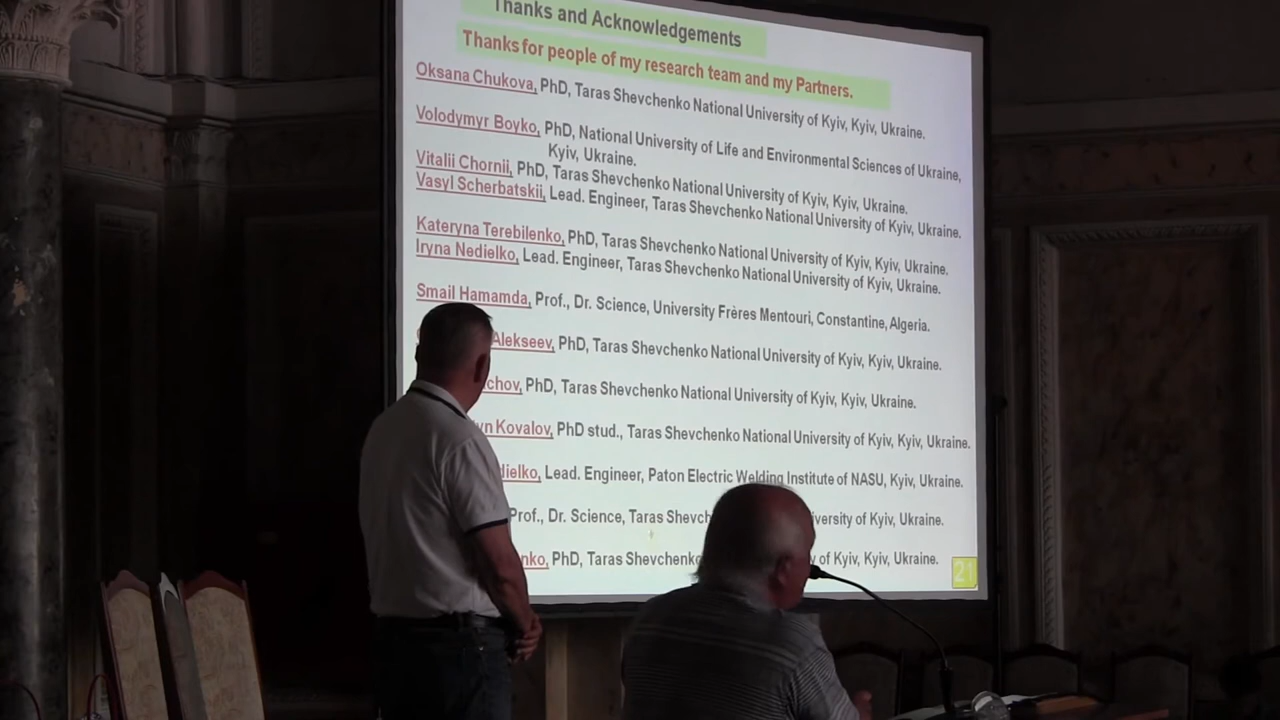 Thanks and Acknowledgements
Thanks for people of my research team and my Partners.
Oksana Chukova, PhD, Taras Shevchenko National University of Kyiv, Kyiv, Ukraine.
Volodymyr Boyko, PhD, National University of Life and Environmental Sciences of Ukraine,
Kyiv, Ukraine.
Vitalii Chornii, PhD, Taras Shevchenko National University of Kyiv, Kyiv, Ukraine.
Vasyl Scherbatskii, Lead. Engineer, Taras Shevchenko National University of Kyiv, Kyiv, Ukraine.
Kateryna Terebilenko, PhD, Taras Shevchenko National University of Kyiv, Kyiv, Ukraine.
Iryna Nedielko, Lead. Engineer, Taras Shevchenko National University of Kyiv, Kyiv, Ukraine.
Smail Hamamda, Prof., Dr. Science, University Frères Mentouri, Constantine, Algeria.
Alekseev, PhD, Taras Shevchenko National University of Kyiv, Kyiv, Ukraine.
chov, PhD, Taras Shevchenko National University of Kyiv, Kyiv, Ukraine.
yn Kovalov, PhD stud., Taras Shevchenko National University of Kyiv, Kyiv, Ukraine.
dielko, Lead. Engineer, Paton Electric Welding Institute of NASU, Kyiv, Ukraine.
Prof., Dr. Science, Taras Shevch versity of Kyiv, Kyiv, Ukraine.
nko, PhD, Taras Shevchenko y of Kyiv, Kyiv, Ukraine.
21